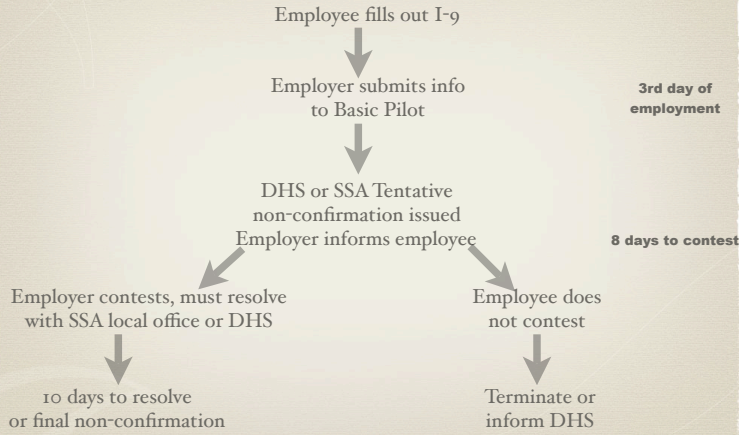 Employee fills out I-9
Employer submits info
to Basic Pilot
3rd day of
employment
DHS or SSA Tentative
non-confirmation issued
Employer informs employee
8 days to contest
Employer contests, must resolve
with SSA local office or DHS
Employee does
not contest
10 days to resolve
or final non-confirmation
Terminate or
inform DHS